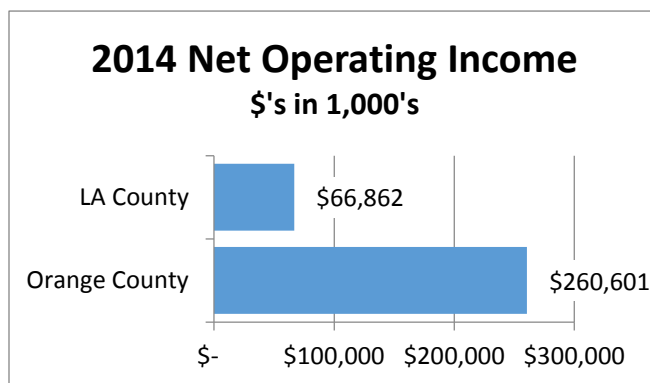 2014 Net Operating Income
$'s in 1,000's
LA County
$66,862
Orange County
$260,601
$-
$100,000
$200,000
$300,000